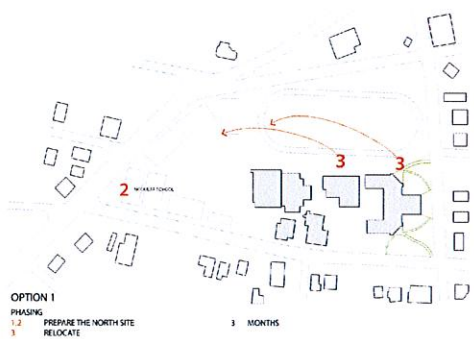 3
3
2
OPTION 1
PHASING
1.2 PREPARE THE NORTH SITE 3 MONTHS
3 RELOCATE